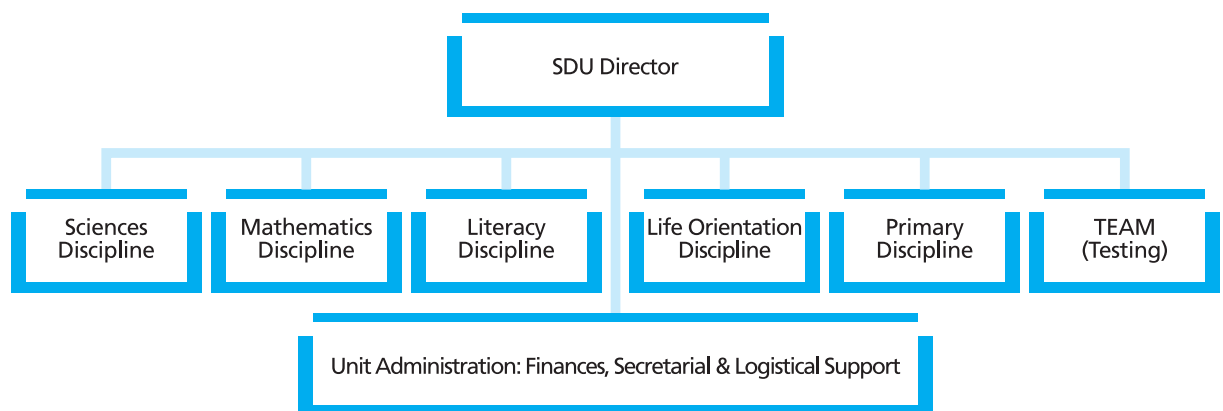 SDU Director
Sciences
Discipline
Mathematics
Discipline
Literacy
Discipline
Life Orientation
Discipline
Primary
Discipline
TEAM
(Testing)
Unit Administration: Finances, Secretarial & Logistical Support